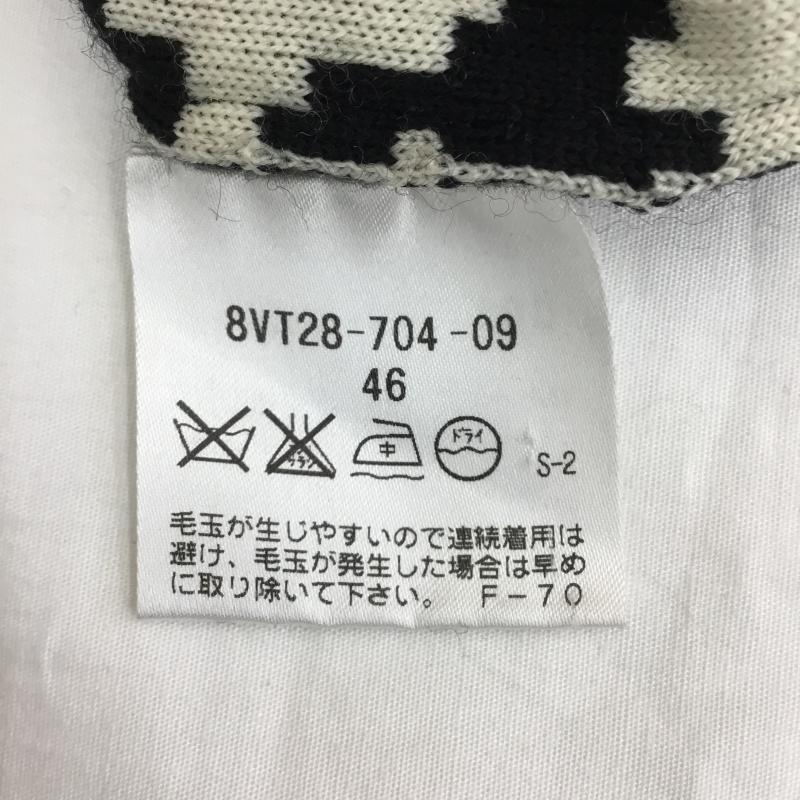 8VT28-704-09
46
中 ドライ S-2
毛玉が生じやすいので連続着用は
避け、毛玉が発生した場合は早め
に取り除いて下さい。 F-70